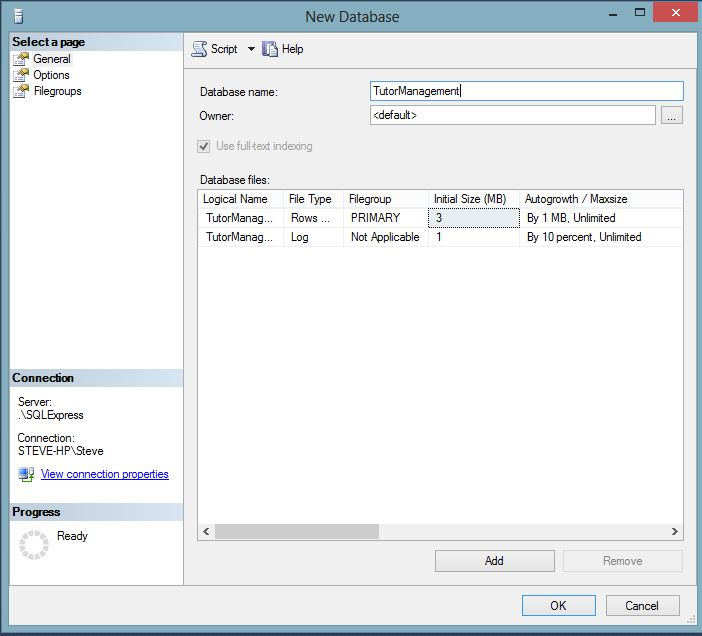 New Database
Select a page
General
Options
Filegroups
Script
Help
Database name: TutorManagement
Owner: <default> ...
Use full-text indexing
Database files:
Logical Name File Type Filegroup Initial Size (MB) Autogrowth / Maxsize
TutorManag... Rows ... PRIMARY 3 By 1 MB, Unlimited
TutorManag... Log Not Applicable 1 By 10 percent, Unlimited
Connection
Server:
.\SQLExpress
Connection:
STEVE-HP\Steve
View connection properties
Progress
Ready
Add Remove
OK Cancel